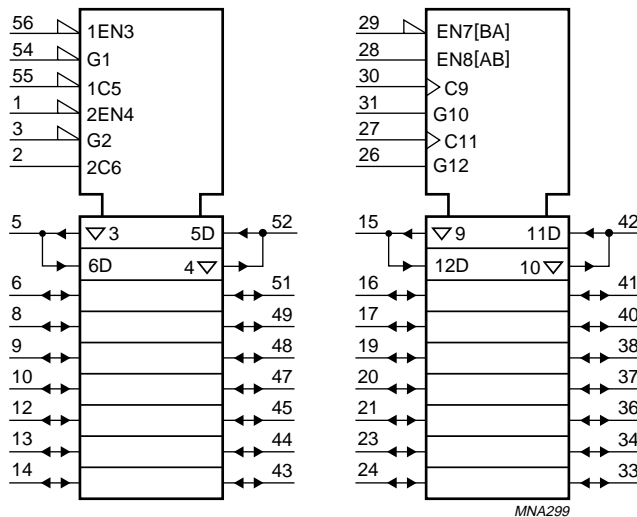 56 1EN3
54 G1
55 1C5
1 2EN4
3 G2
2 2C6
5 ▽3 5D 52
6D 4▽
6 51
8 49
9 48
10 47
12 45
13 44
14 43
29 EN7[BA]
28 EN8[AB]
30 C9
31 G10
27 C11
26 G12
15 ▽9 11D 42
12D 10▽
16 41
17 40
19 38
20 37
21 36
23 34
24 33
MNA299